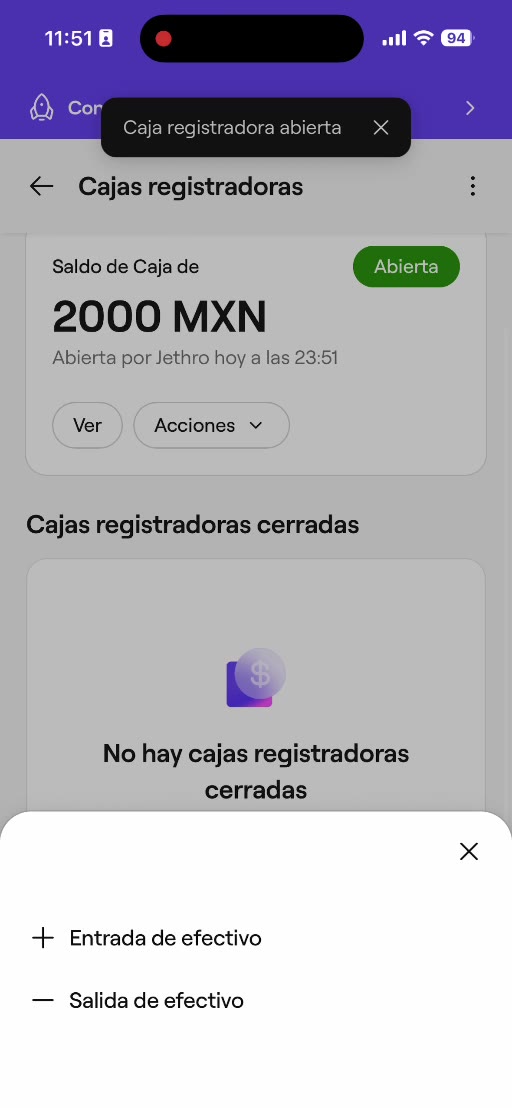 11:51
94
Caja registradora abierta
Cajas registradoras
Saldo de Caja de
Abierta
2000 MXN
Abierta por Jethro hoy a las 23:51
Ver
Acciones
Cajas registradoras cerradas
$
No hay cajas registradoras
cerradas
Entrada de efectivo
Salida de efectivo